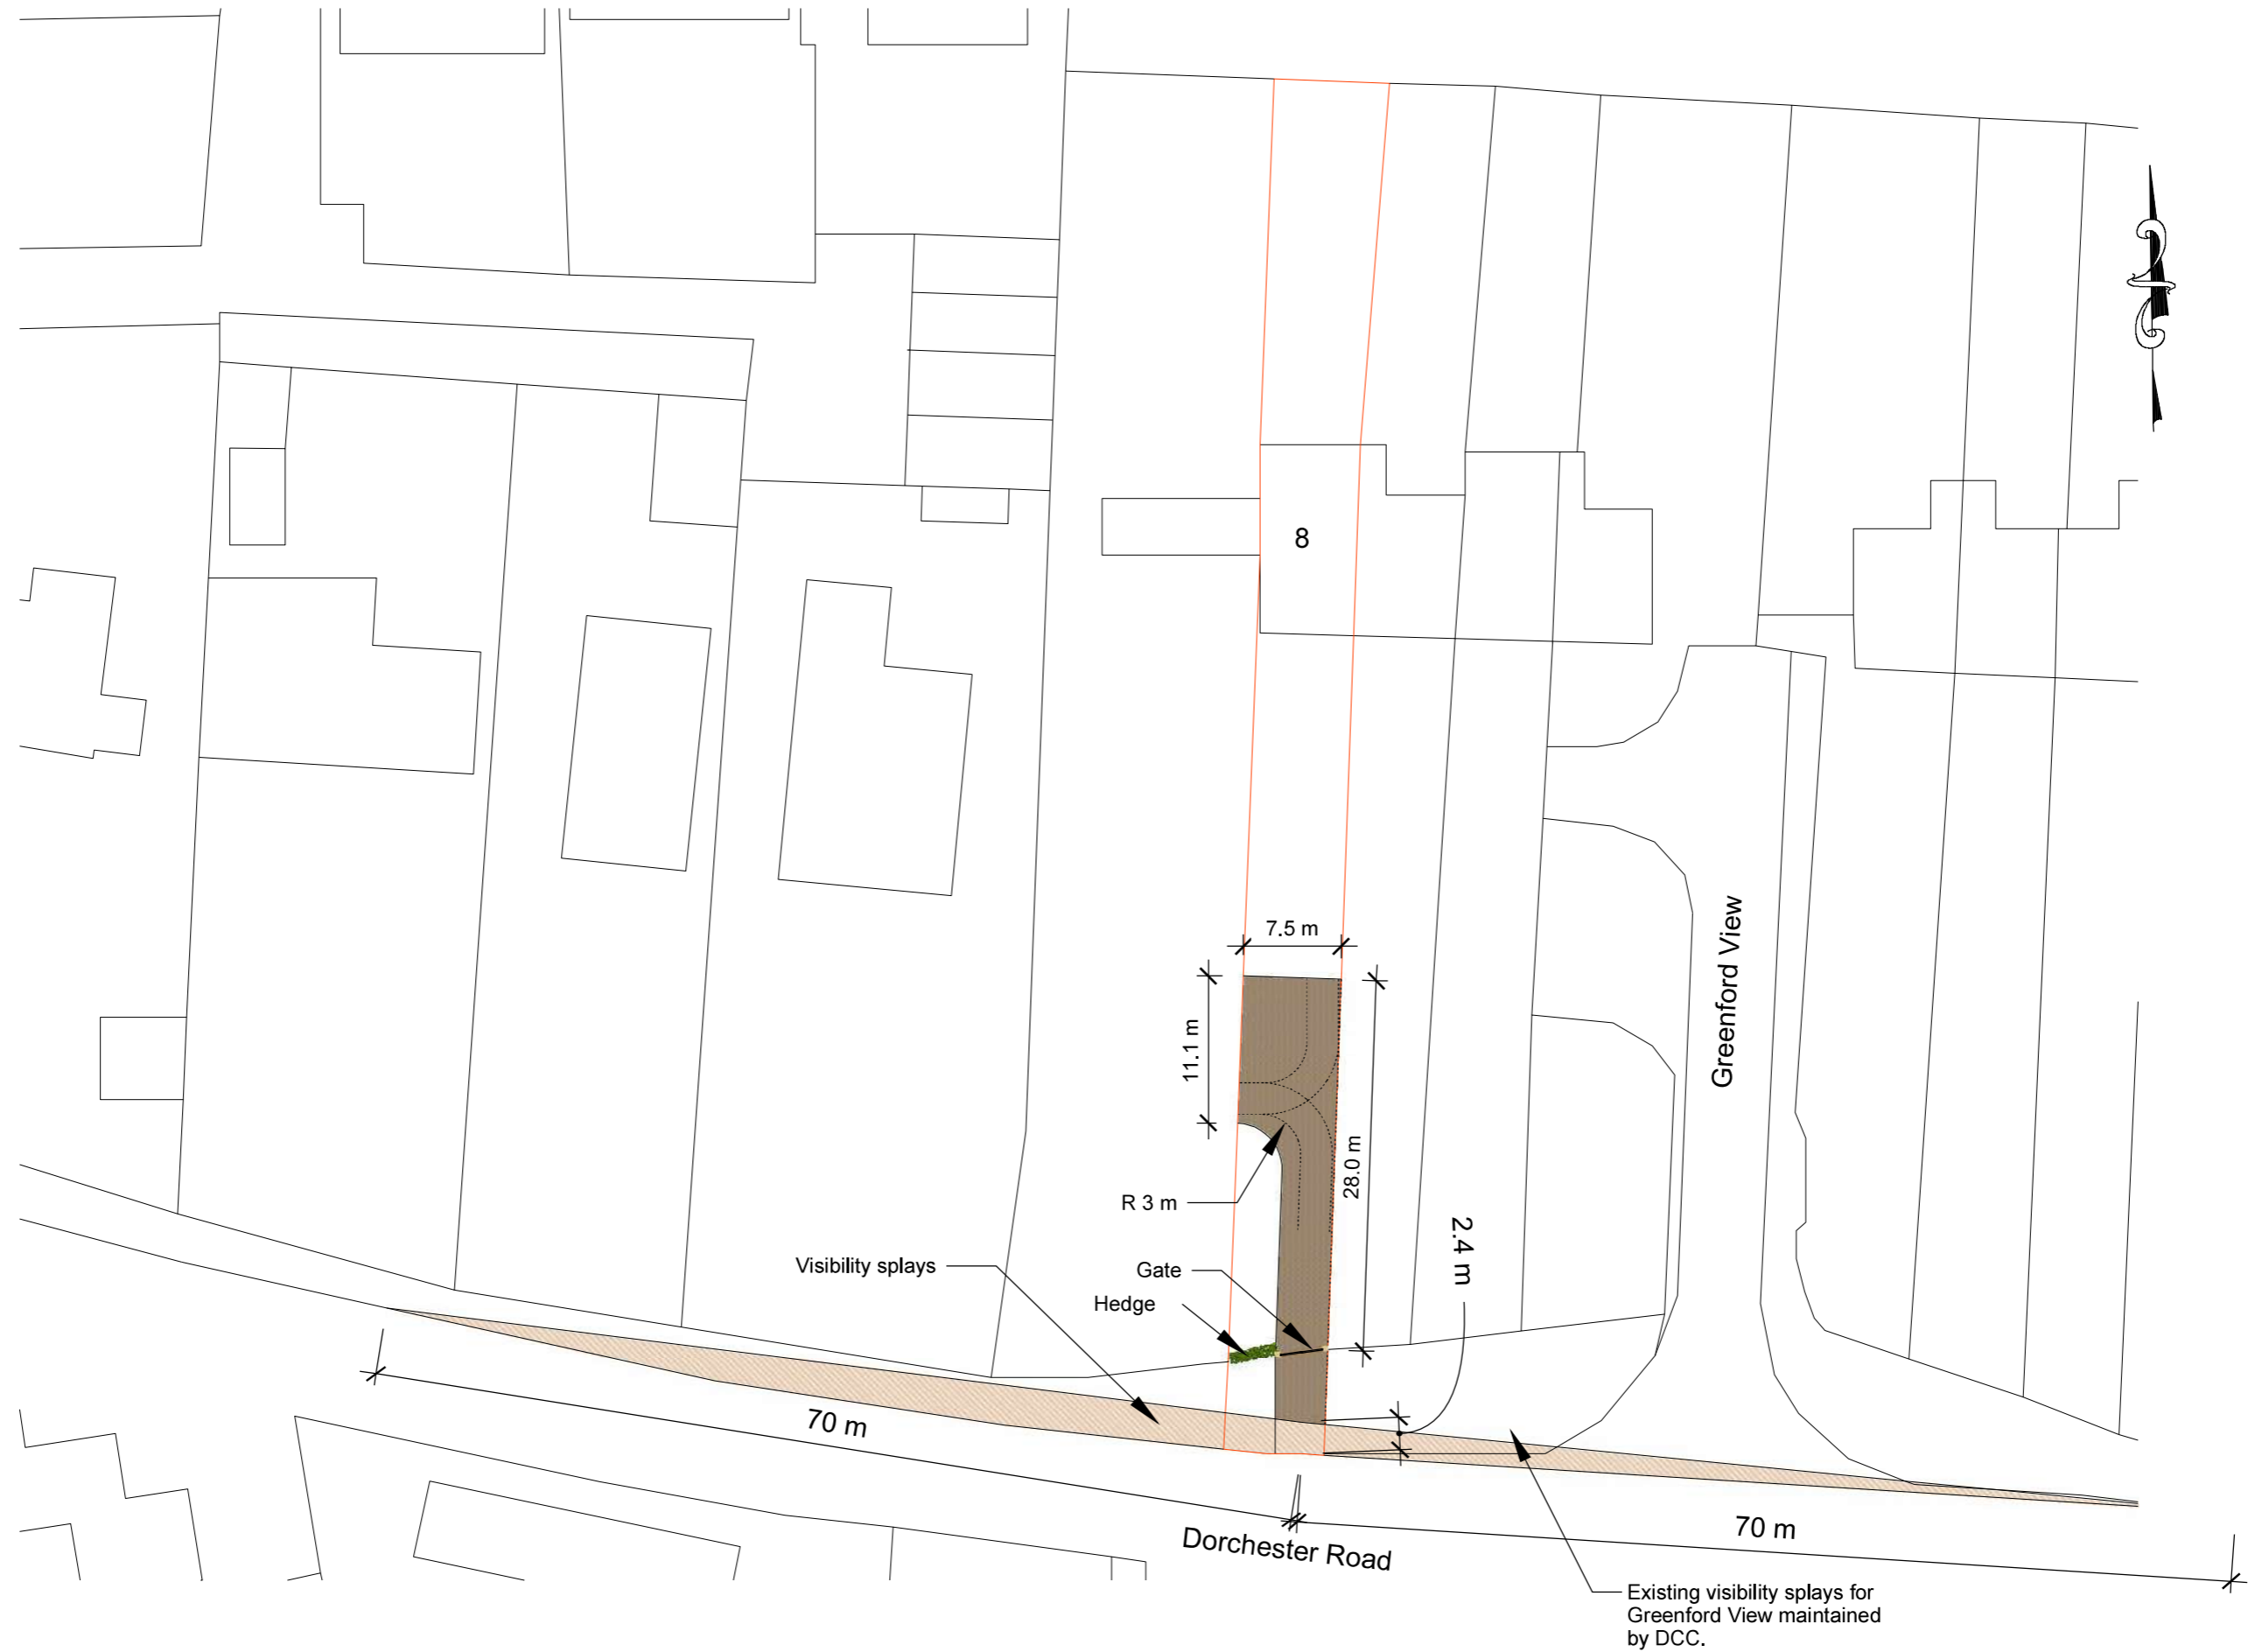 8
7.5 m
11.1 m
Greenford View
28.0 m
R 3 m
2.4 m
Visibility splays
Gate
Hedge
70 m
Dorchester Road
70 m
Existing visibility splays for
Greenford View maintained
by DCC.